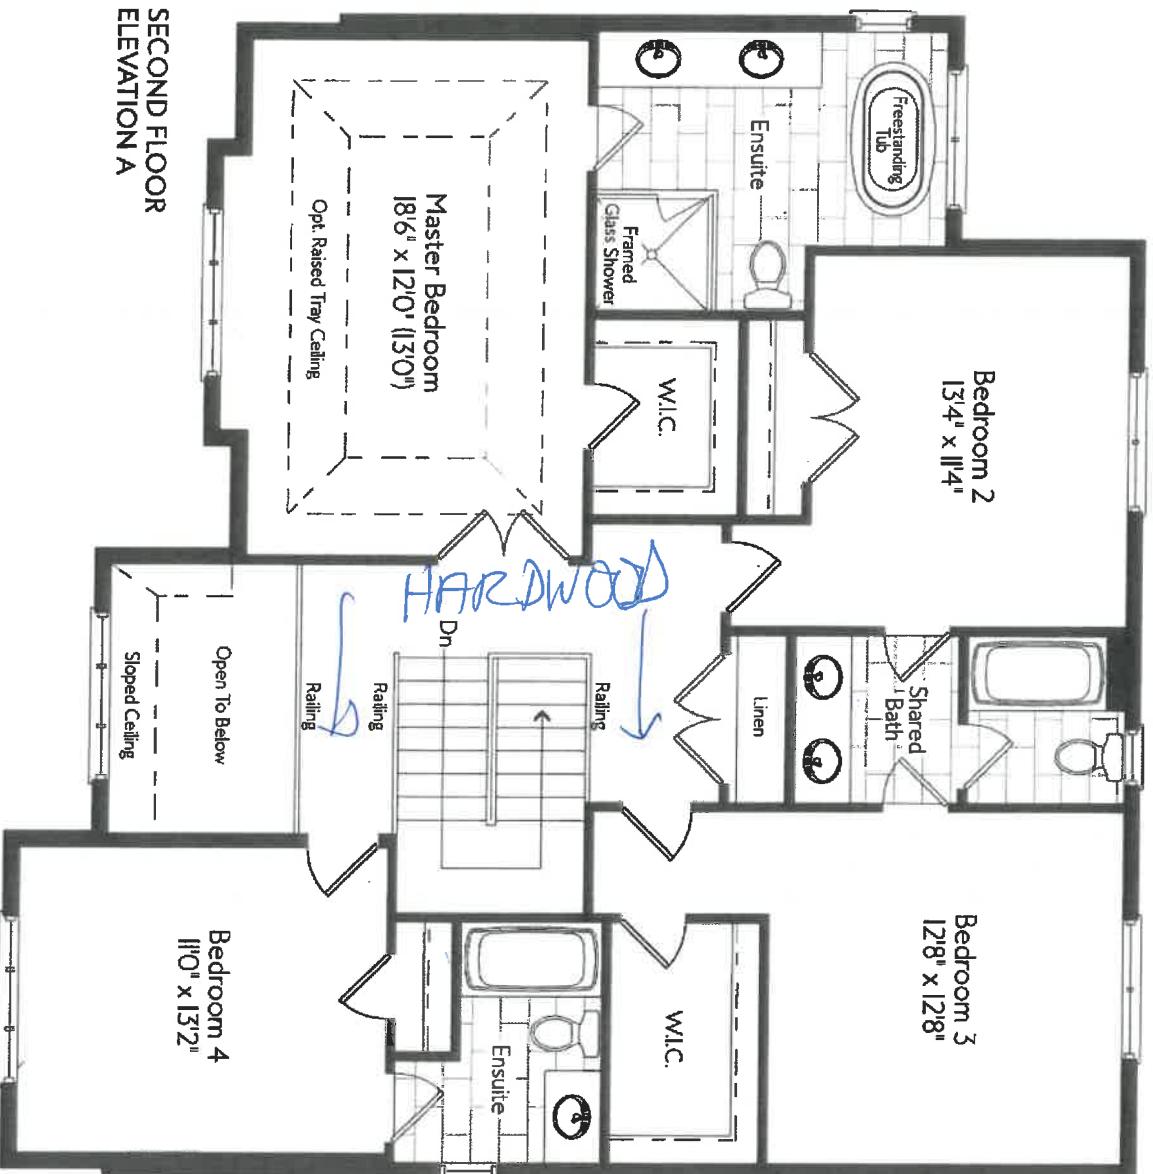 Freestanding
Tub
Ensuite
Framed
Glass Shower
Bedroom 2
13'4" x 11'4"
W.I.C.
Master Bedroom
18'6" x 12'0" (13'0")
Opt. Raised Tray Ceiling
HARDWOOD
Shared
Bath
Linen
Railing
Dn
Railing
Railing
Open To Below
Sloped Ceiling
Bedroom 3
12'8" x 12'8"
W.I.C.
Ensuite
Bedroom 4
11'0" x 13'2"
SECOND FLOOR
ELEVATION A